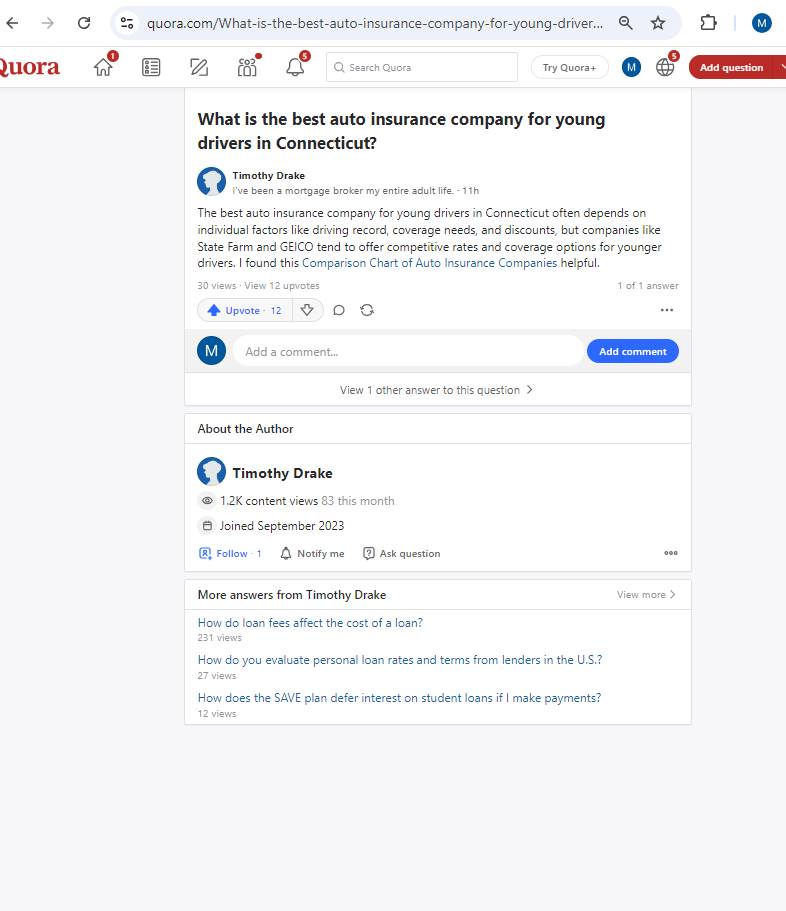 quora.com/What-is-the-best-auto-insurance-company-for-young-driver...
M
1
5
5
Quora
Search Quora
Try Quora+
M
Add question
What is the best auto insurance company for young
drivers in Connecticut?
Timothy Drake
I've been a mortgage broker my entire adult life. · 11h
The best auto insurance company for young drivers in Connecticut often depends on
individual factors like driving record, coverage needs, and discounts, but companies like
State Farm and GEICO tend to offer competitive rates and coverage options for younger
drivers. I found this Comparison Chart of Auto Insurance Companies helpful.
30 views · View 12 upvotes
1 of 1 answer
Upvote · 12
M
Add a comment...
Add comment
View 1 other answer to this question
About the Author
Timothy Drake
1.2K content views 83 this month
Joined September 2023
Follow · 1
Notify me
Ask question
More answers from Timothy Drake
View more
How do loan fees affect the cost of a loan?
231 views
How do you evaluate personal loan rates and terms from lenders in the U.S.?
27 views
How does the SAVE plan defer interest on student loans if I make payments?
12 views